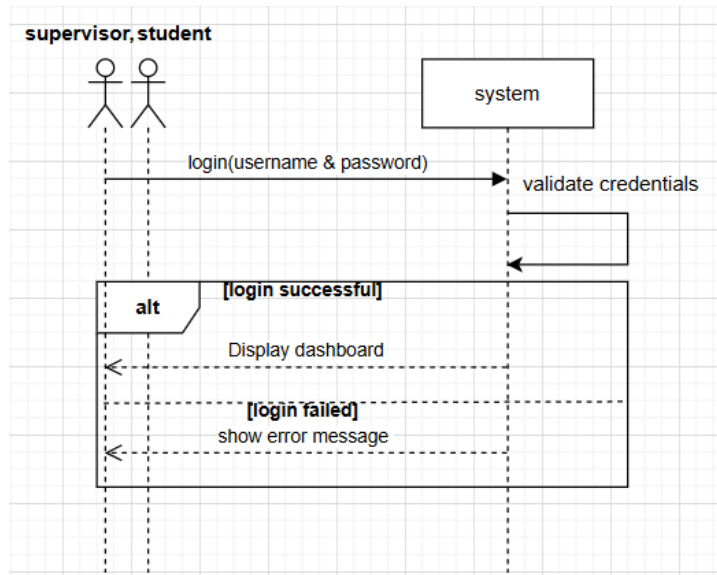 supervisor, student
system
login(username & password)
validate credentials
[login successful]
alt
Display dashboard
[login failed]
show error message